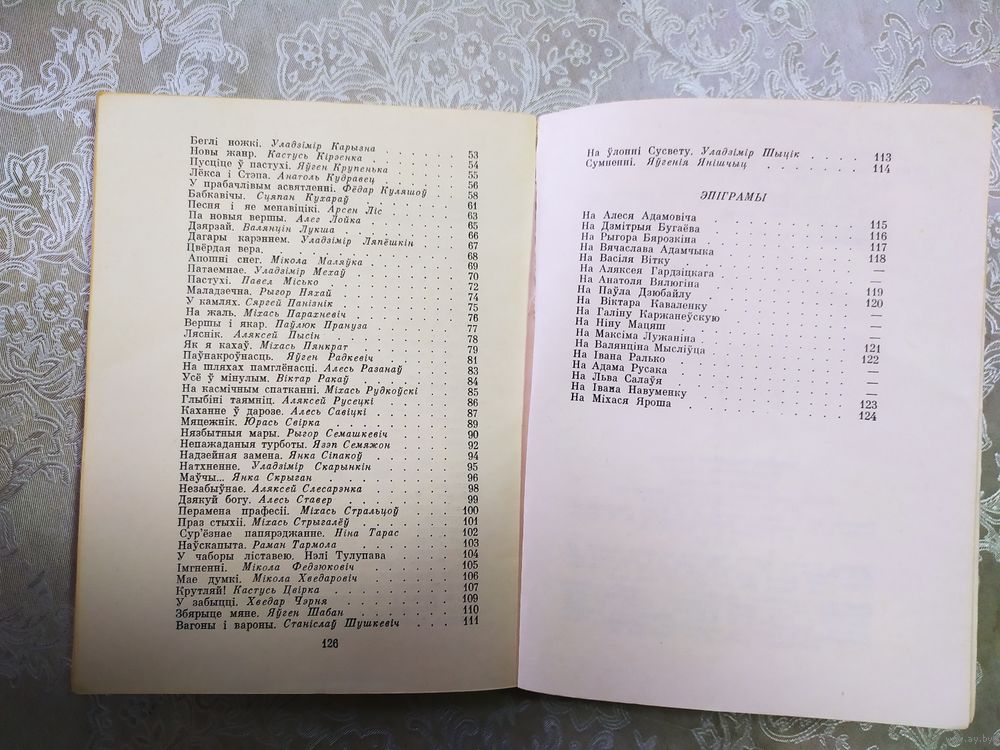 Беглі ножкі. Уладзімір Карызна . . . . 53
Новы жанр. Кастусь Кірэенка . . . . 54
Пусціце ў пастухі. Яўген Крупенька . . . . 55
Лёкса і Стэпа. Анатоль Кудравец . . . . 56
У прабачлівым асвятленні. Фёдар Куляшоў . . . . 58
Бабкавічы. Сцяпан Кухараў . . . . 61
Песня і яе менавіцікі. Арсен Ліс . . . . 63
Па новыя вершы. Алег Лойка . . . . 65
Дзярзай. Валянцін Лукша . . . . 66
Дагары карэннем. Уладзімір Ляпёшкін . . . . 67
Цвёрдая вера. . . . . 68
Апошні снег. Мікола Маляўка . . . . 69
Патаемнае. Уладзімір Мехаў . . . . 70
Пастухі. Павел Місько . . . . 72
Маладзечна. Рыгор Няхай . . . . 74
У камлях. Сяргей Панізнік . . . . 75
На жаль. Міхась Парахневіч . . . . 76
Вершы і якар. Паўлюк Прануза . . . . 77
Ляснік. Аляксей Пысін . . . . 78
Як я кахаў. Міхась Пянкрат . . . . 79
Паўнакроўнасць. Яўген Радкевіч . . . . 81
На шляхах памглёнасці. Алесь Разанаў . . . . 83
Усё ў мінулым. Віктар Ракаў . . . . 84
На касмічным спатканні. Міхась Рудкоўскі . . . . 85
Глыбіні таямніц. Аляксей Русецкі . . . . 86
Каханне ў дарозе. Алесь Савіцкі . . . . 87
Мяцежнік. Юрась Свірка . . . . 89
Нязбытныя мары. Рыгор Семашкевіч . . . . 90
Непажаданыя турботы. Язэп Семяжон . . . . 92
Надзейная замена. Янка Сіпакоў . . . . 94
Натхненне. Уладзімір Скарынкін . . . . 95
Маўчы... Янка Скрыган . . . . 96
Незабыўнае. Аляксей Слесарэнка . . . . 98
Дзякуй богу. Алесь Ставер . . . . 99
Перамена прафесіі. Міхась Стральцоў . . . . 100
Праз стыхіі. Міхась Стрыгалёў . . . . 101
Сур'ёзнае папярэджанне. Ніна Тарас . . . . 102
Наўскапыта. Раман Тармола . . . . 103
У чаборы ліставею. Нэлі Тулупава . . . . 104
Імгненні. Мікола Федзюковіч . . . . 105
Мае думкі. Мікола Хведаровіч . . . . 106
Крутляй! Кастусь Цвірка . . . . 107
У забыцці. Хведар Чэрня . . . . 109
Збярыце мяне. Яўген Шабан . . . . 110
Вагоны і вароны. Станіслаў Шушкевіч . . . 111
126
На ўлонні Сусвету. Уладзімір Шыцік . . . . 113
Сумненні. Яўгенія Янішчыц . . . . 114
ЭПІГРАМЫ
На Алеся Адамовіча . . . . 115
На Дзмітрыя Бугаёва . . . . 116
На Рыгора Бярозкіна . . . . 117
На Вячаслава Адамчыка . . . . 118
На Васіля Вітку . . . . —
На Аляксея Гардзіцкага . . . . —
На Анатоля Вялюгіна . . . . 119
На Паўла Дзюбайлу . . . . 120
На Віктара Каваленку . . . . —
На Галіну Каржанеўскую . . . . —
На Ніну Мацяш . . . . —
На Максіма Лужаніна . . . . 121
На Валянціна Мысліўца . . . . 122
На Івана Ралько . . . . —
На Адама Русака . . . . —
На Льва Салаўя . . . . —
На Івана Навуменку . . . . 123
На Міхася Яроша . . . . 124
www.ay.by